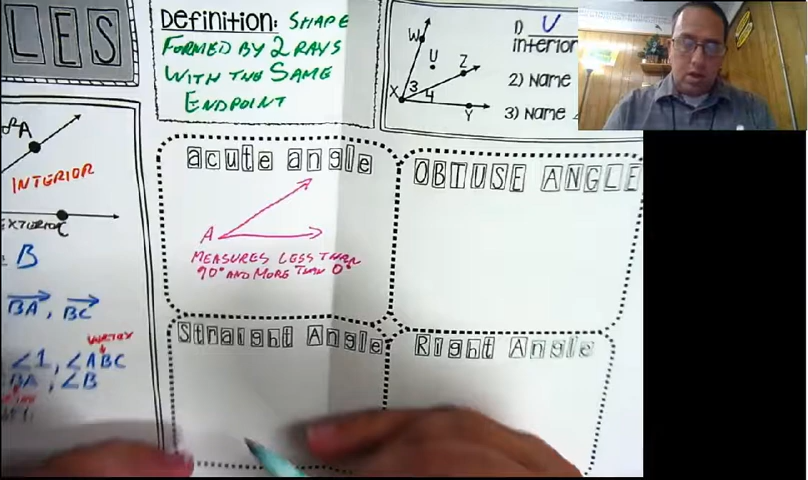 LES
Definition: SHAPE
FORMED BY 2 RAYS
WITH THE SAME
ENDPOINT
W
U
Z
X 3 4
Y
1) U
interior
2) Name
3) Name
A
INTERIOR
EXTERIOR C
B
BA, BC
VERTEX
∠1, ∠ABC
BA, ∠B
acute angle
A
MEASURES LESS THAN
90° AND MORE THAN 0°
OBTUSE ANGLE
Straight Angle
Right Angle